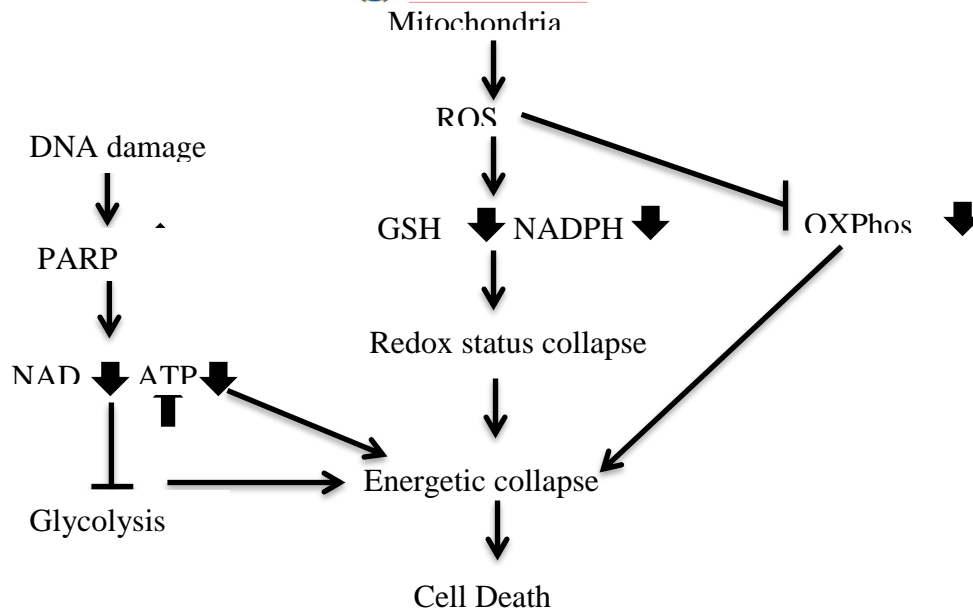 Mitochondria
ROS
DNA damage
GSH NADPH
OXPhos
PARP
Redox status collapse
NAD ATP
Energetic collapse
Glycolysis
Cell Death